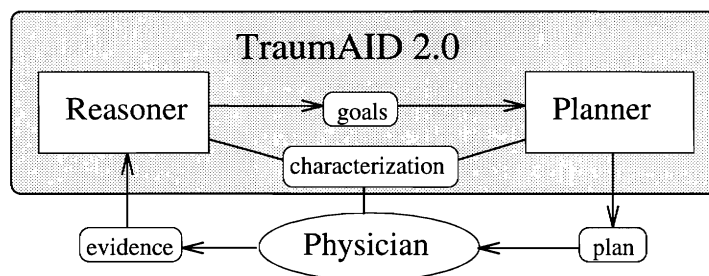 TraumAID 2.0
Reasoner
goals
Planner
characterization
evidence
Physician
plan